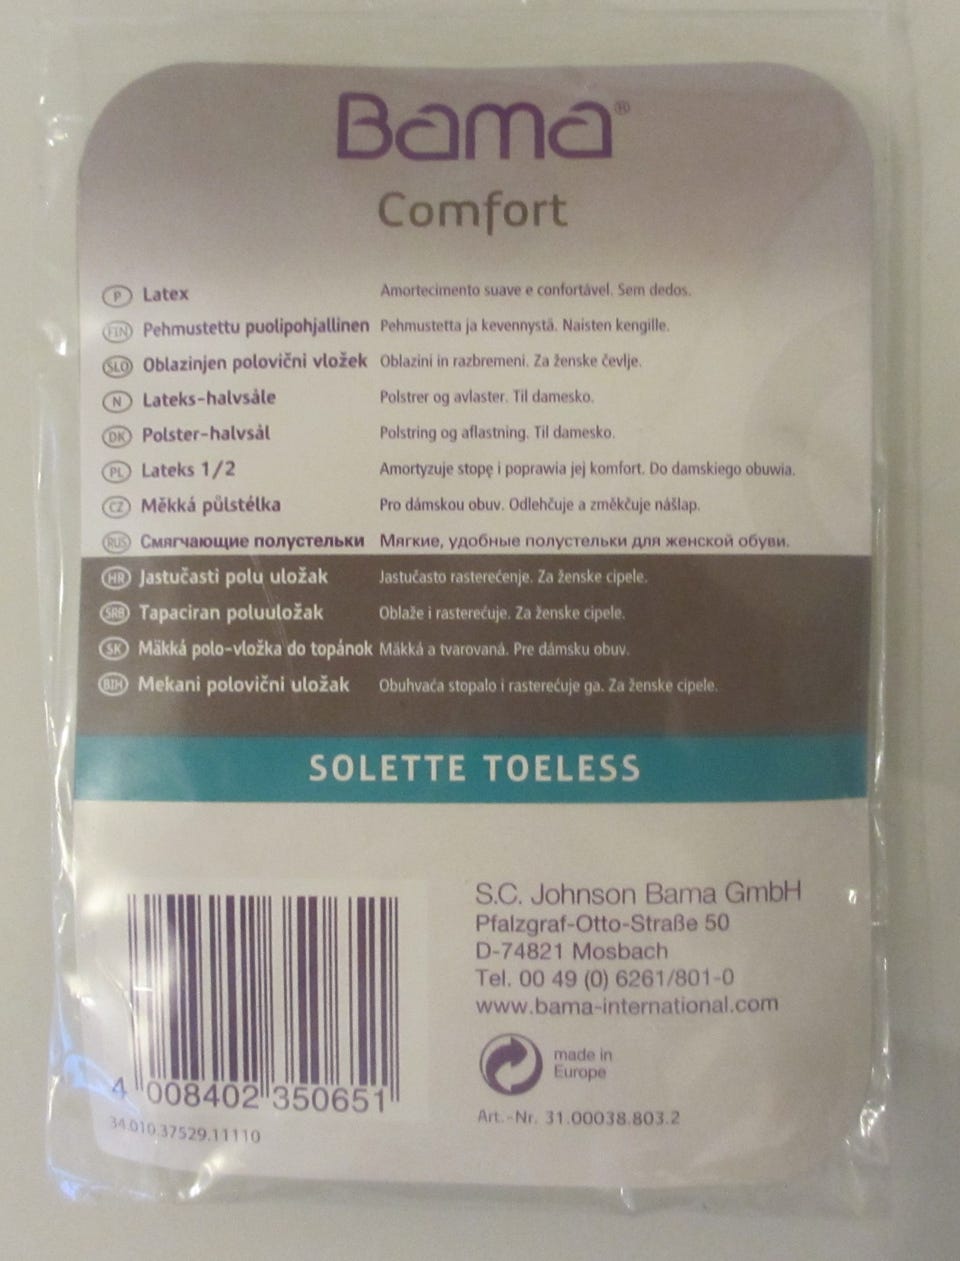 Bama®
Comfort
P Latex Amortecimento suave e confortável. Sem dedos.
FIN Pehmustettu puolipohjallinen Pehmustetta ja kevennystä. Naisten kengille.
SLO Oblazinjen polovični vložek Oblazini in razbremeni. Za ženske čevlje.
N Lateks-halvsåle Polstrer og avlaster. Til damesko.
DK Polster-halvsål Polstring og aflastning. Til damesko.
PL Lateks 1/2 Amortyzuje stopę i poprawia jej komfort. Do damskiego obuwia.
CZ Měkká půlstélka Pro dámskou obuv. Odlehčuje a změkčuje nášlap.
RUS Смягчающие полустельки Мягкие, удобные полустельки для женской обуви.
HR Jastučasti polu uložak Jastučasto rasterećenje. Za ženske cipele.
SRB Tapaciran poluuložak Oblaže i rasterećuje. Za ženske cipele.
SK Mäkká polo-vložka do topánok Mäkká a tvarovaná. Pre dámsku obuv.
BIH Mekani polovični uložak Obuhvaća stopalo i rasterećuje ga. Za ženske cipele.
SOLETTE TOELESS
S.C. Johnson Bama GmbH
Pfalzgraf-Otto-Straße 50
D-74821 Mosbach
Tel. 00 49 (0) 6261/801-0
www.bama-international.com
made in
Europe
Art.-Nr. 31.00038.803.2
4 008402 350651
34.010.37529.11110